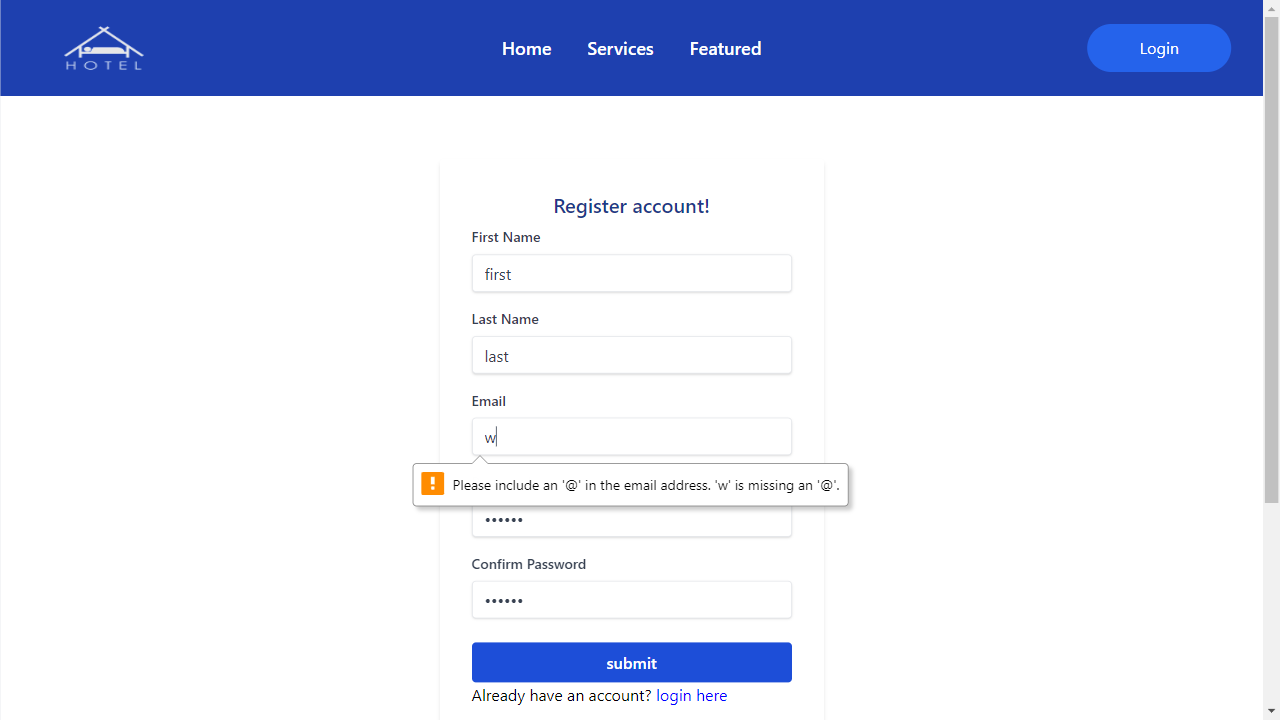 HOTEL
Home Services Featured Login
Register account!
First Name
first
Last Name
last
Email
w
Please include an '@' in the email address. 'w' is missing an '@'.
••••••
Confirm Password
••••••
submit
Already have an account? login here